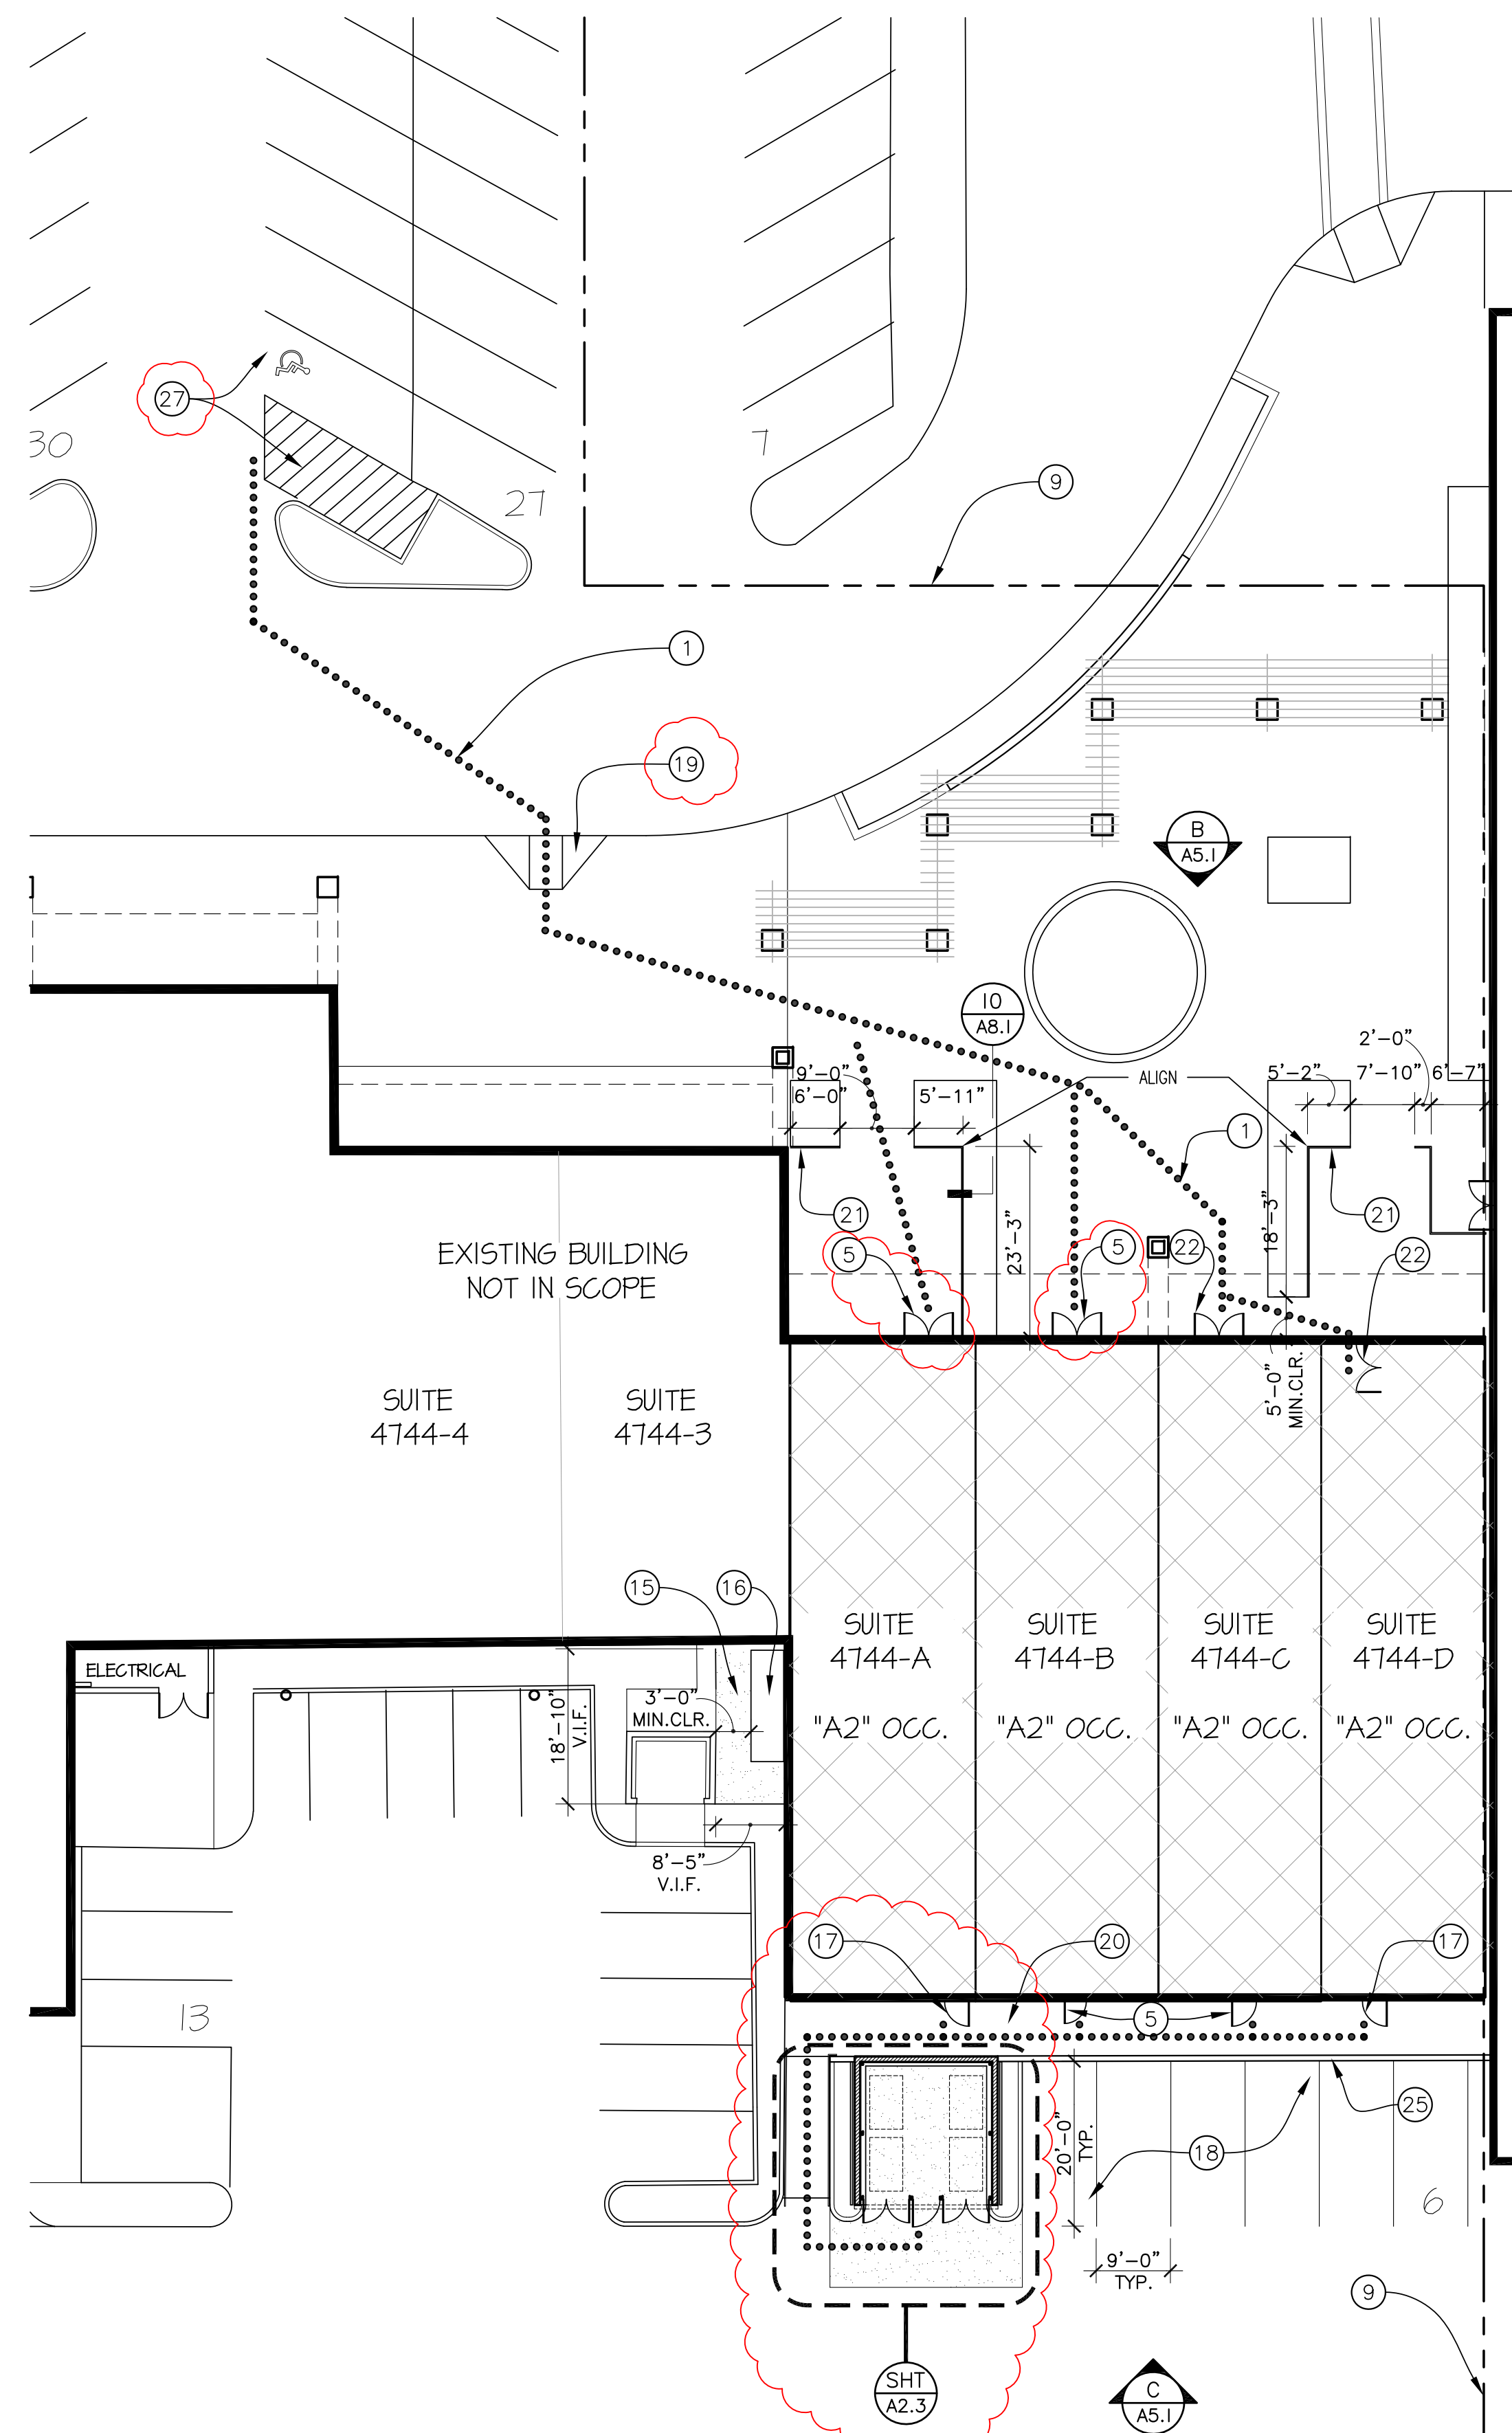 27
30
7
27
9
1
19
B
A5.1
10
A8.1
2'-0"
9'-0"
ALIGN
5'-2"
7'-10"
6'-7"
6'-0"
5'-11"
1
21
21
5
5
22
22
23'-3"
18'-3"
EXISTING BUILDING
NOT IN SCOPE
5'-0"
MIN.CLR.
SUITE
4744-4
SUITE
4744-3
15
16
SUITE
4744-A
SUITE
4744-B
SUITE
4744-C
SUITE
4744-D
ELECTRICAL
3'-0"
MIN.CLR.
18'-10"
V.I.F.
"A2" OCC.
"A2" OCC.
"A2" OCC.
"A2" OCC.
8'-5"
V.I.F.
17
20
17
13
5
25
20'-0"
TYP.
18
6
9'-0"
TYP.
9
SHT
A2.3
C
A5.1